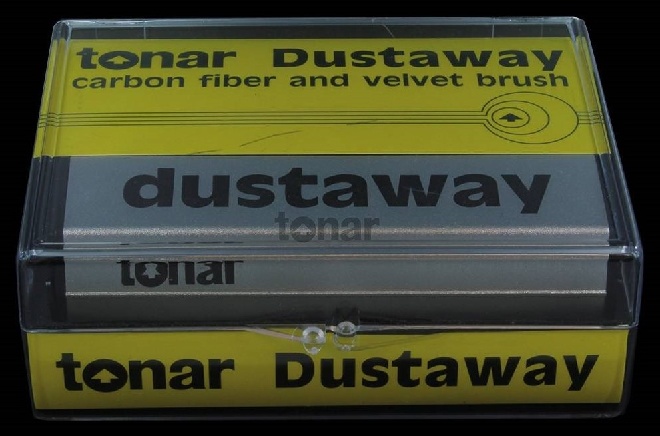 tonar Dustaway
carbon fiber and velvet brush
dustaway
tonar
tonar
tonar Dustaway